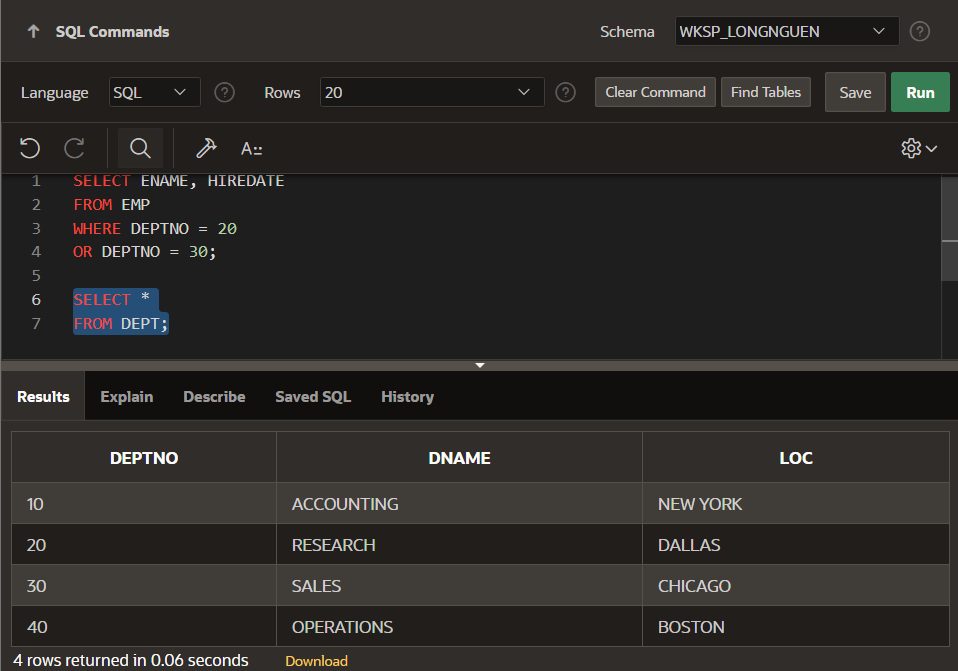 SQL Commands Schema WKSP_LONGNGUEN ?
Language SQL ? Rows 20 ? Clear Command Find Tables Save Run
A::
1 SELECT ENAME, HIREDATE
2 FROM EMP
3 WHERE DEPTNO = 20
4 OR DEPTNO = 30;
5
6 SELECT *
7 FROM DEPT;
Results Explain Describe Saved SQL History
DEPTNO DNAME LOC
10 ACCOUNTING NEW YORK
20 RESEARCH DALLAS
30 SALES CHICAGO
40 OPERATIONS BOSTON
4 rows returned in 0.06 seconds Download